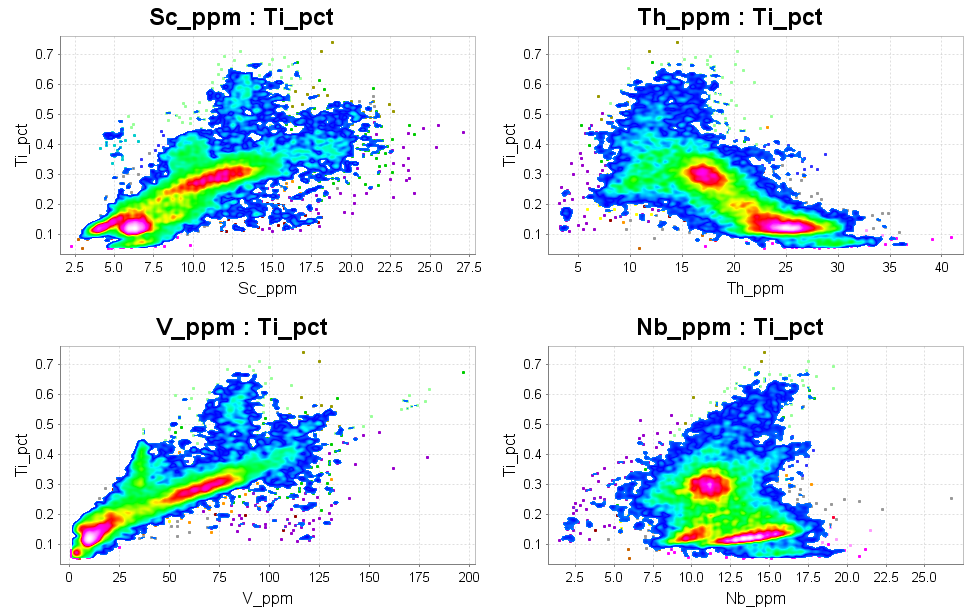 Sc_ppm : Ti_pct
Th_ppm : Ti_pct
Ti_pct
0.7
0.6
0.5
0.4
0.3
0.2
0.1
2.5 5.0 7.5 10.0 12.5 15.0 17.5 20.0 22.5 25.0 27.5
Sc_ppm
Ti_pct
0.7
0.6
0.5
0.4
0.3
0.2
0.1
5 10 15 20 25 30 35 40
Th_ppm
V_ppm : Ti_pct
Nb_ppm : Ti_pct
Ti_pct
0.7
0.6
0.5
0.4
0.3
0.2
0.1
0 25 50 75 100 125 150 175 200
V_ppm
Ti_pct
0.7
0.6
0.5
0.4
0.3
0.2
0.1
2.5 5.0 7.5 10.0 12.5 15.0 17.5 20.0 22.5 25.0
Nb_ppm